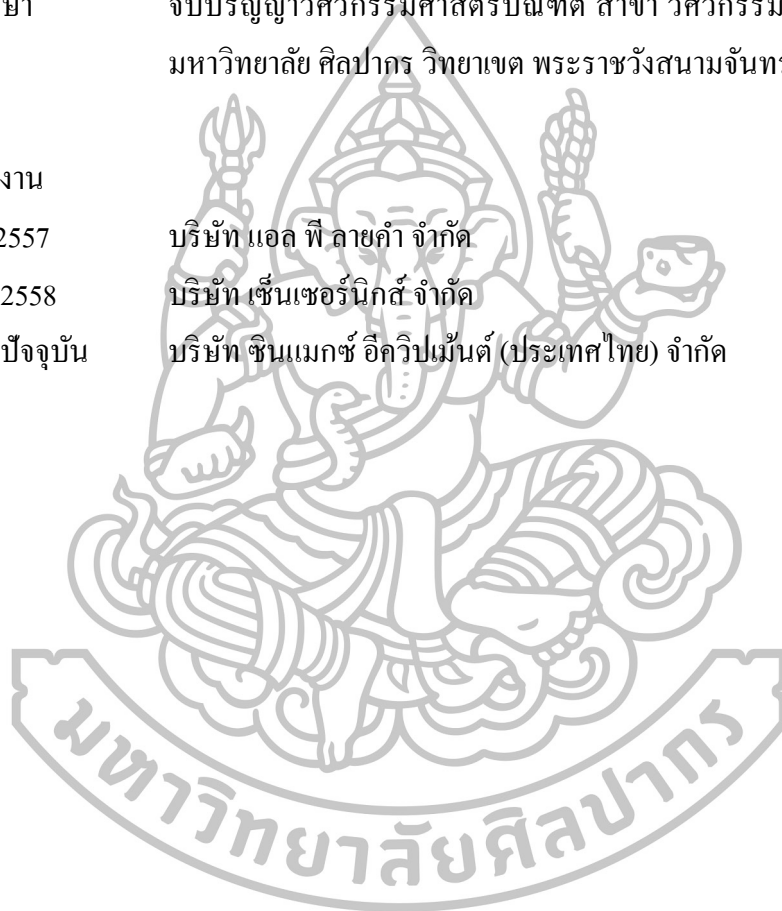 ษา จบปริญญาวิศวกรรมศาสตรบัณฑิต สาขา วิศวกรรม
มหาวิทยาลัย ศิลปากร วิทยาเขต พระราชวังสนามจันทร
งาน
2557 บริษัท แอล พี ลายคำ จำกัด
2558 บริษัท เซ็นเซอร์นิกส์ จำกัด
ปัจจุบัน บริษัท ซินแมกซ์ อีควิปเม้นต์ (ประเทศไทย) จำกัด
มหาวิทยาลัยศิลปากร